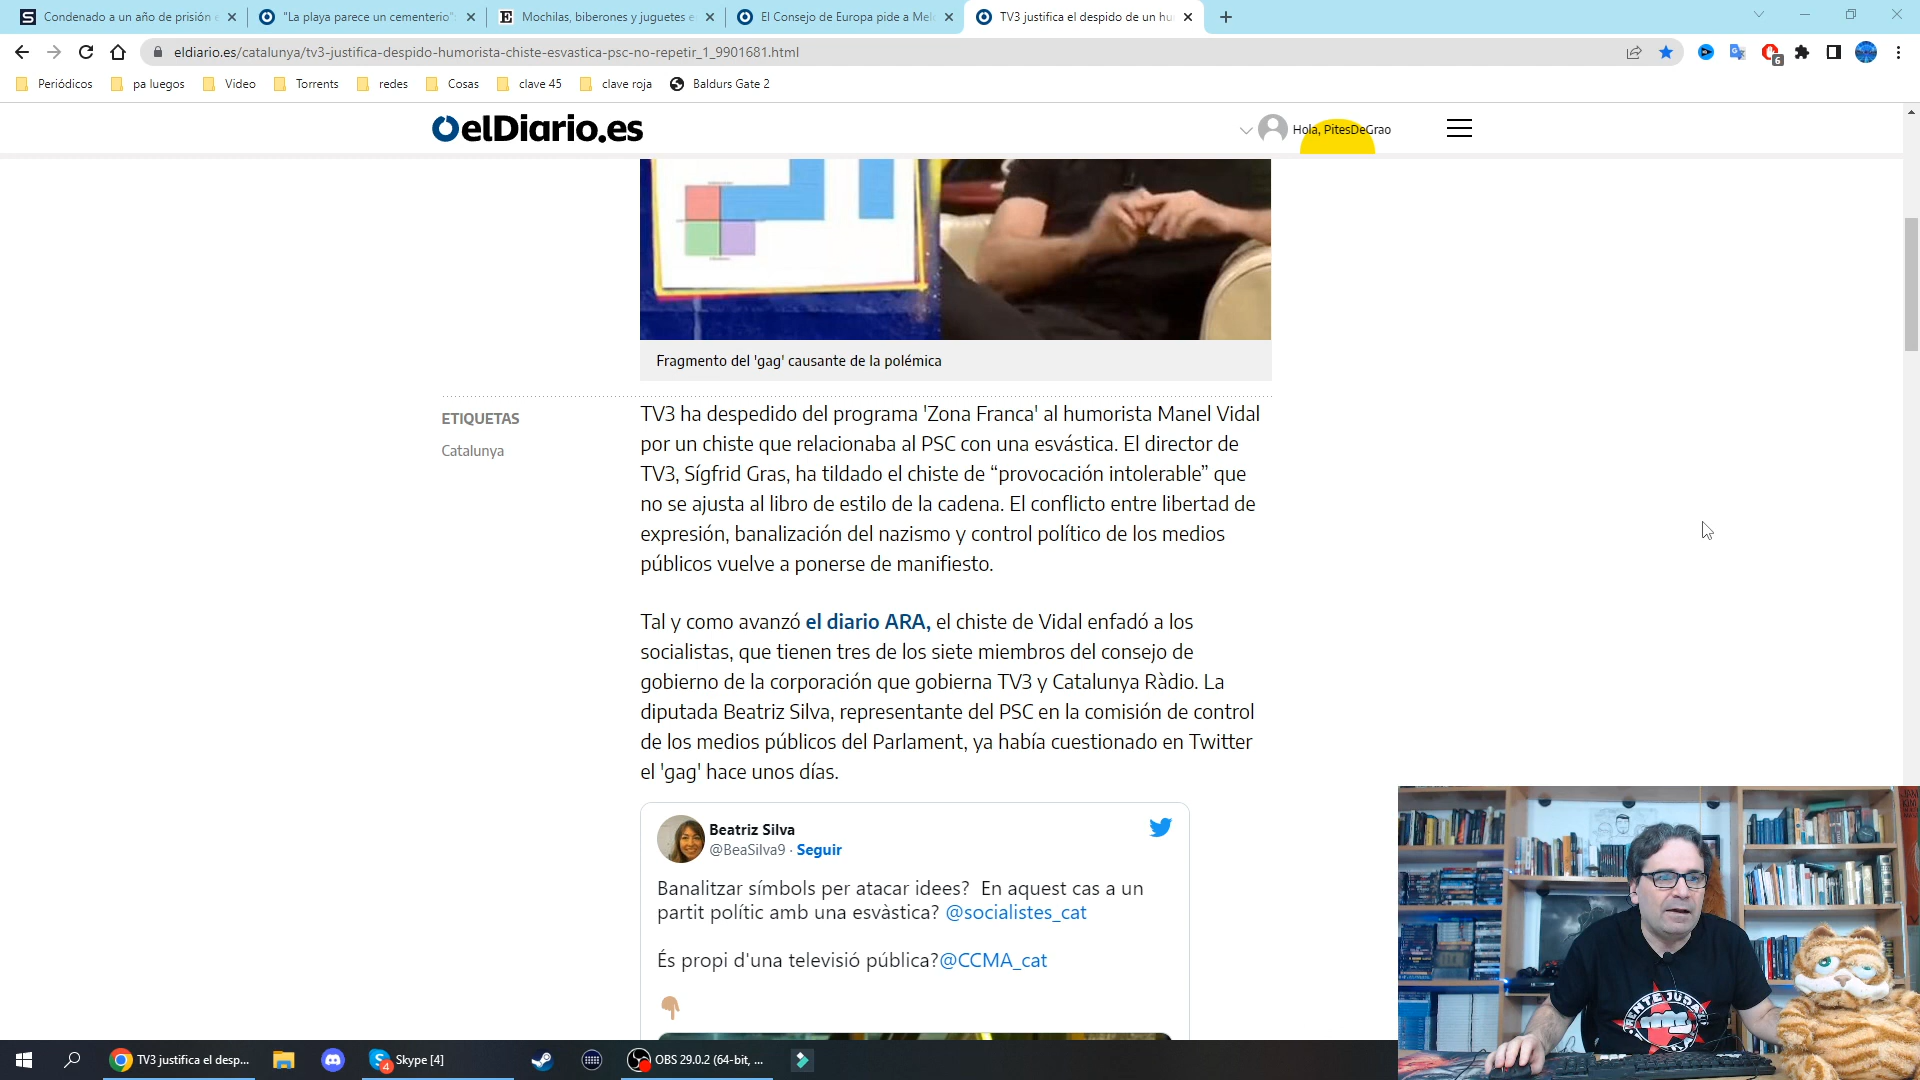 Condenado a un año de prisión e
"La playa parece un cementerio":
Mochilas, biberones y juguetes e
El Consejo de Europa pide a Melo
TV3 justifica el despido de un hu
eldiario.es/catalunya/tv3-justifica-despido-humorista-chiste-esvastica-psc-no-repetir_1_9901681.html
6
Periódicos
pa luegos
Video
Torrents
redes
Cosas
clave 45
clave roja
Baldurs Gate 2
elDiario.es
Hola, PitesDeGrao
Fragmento del 'gag' causante de la polémica
ETIQUETAS
Catalunya
TV3 ha despedido del programa 'Zona Franca' al humorista Manel Vidal
por un chiste que relacionaba al PSC con una esvástica. El director de
TV3, Sígfrid Gras, ha tildado el chiste de “provocación intolerable” que
no se ajusta al libro de estilo de la cadena. El conflicto entre libertad de
expresión, banalización del nazismo y control político de los medios
públicos vuelve a ponerse de manifiesto.
Tal y como avanzó el diario ARA, el chiste de Vidal enfadó a los
socialistas, que tienen tres de los siete miembros del consejo de
gobierno de la corporación que gobierna TV3 y Catalunya Ràdio. La
diputada Beatriz Silva, representante del PSC en la comisión de control
de los medios públicos del Parlament, ya había cuestionado en Twitter
el 'gag' hace unos días.
Beatriz Silva
@BeaSilva9 · Seguir
Banalitzar símbols per atacar idees? En aquest cas a un
partit polític amb una esvàstica? @socialistes_cat
És propi d'una televisió pública?@CCMA_cat
TV3 justifica el desp...
4
Skype [4]
OBS 29.0.2 (64-bit, ...